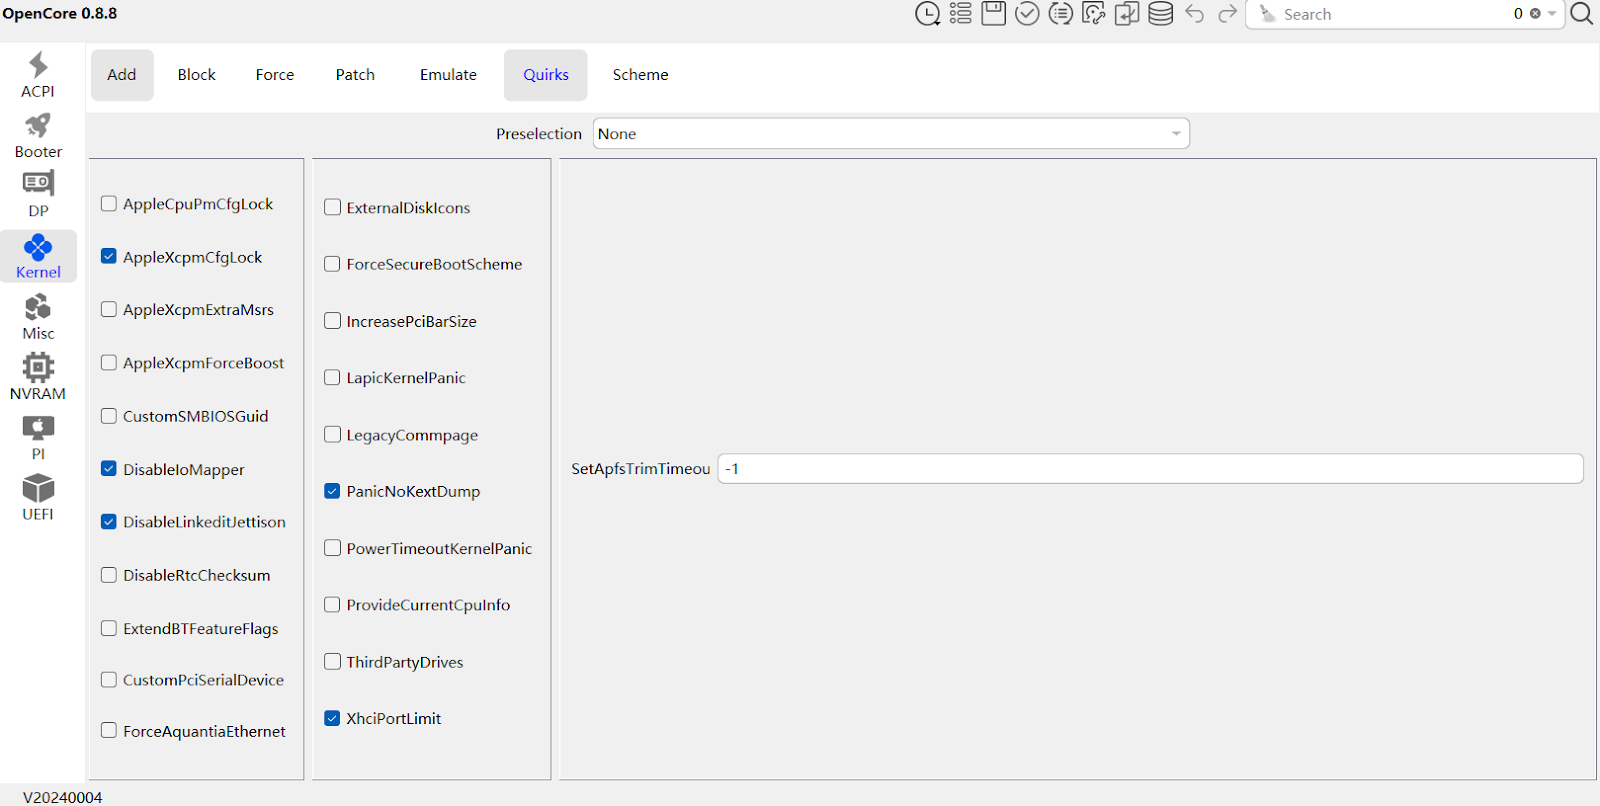 OpenCore 0.8.8
Search 0
ACPI
Booter
DP
Kernel
Misc
NVRAM
PI
UEFI
Add Block Force Patch Emulate Quirks Scheme
Preselection None
AppleCpuPmCfgLock
AppleXcpmCfgLock
AppleXcpmExtraMsrs
AppleXcpmForceBoost
CustomSMBIOSGuid
DisableIoMapper
DisableLinkeditJettison
DisableRtcChecksum
ExtendBTFeatureFlags
CustomPciSerialDevice
ForceAquantiaEthernet
ExternalDiskIcons
ForceSecureBootScheme
IncreasePciBarSize
LapicKernelPanic
LegacyCommpage
PanicNoKextDump
PowerTimeoutKernelPanic
ProvideCurrentCpuInfo
ThirdPartyDrives
XhciPortLimit
SetApfsTrimTimeou -1
V20240004